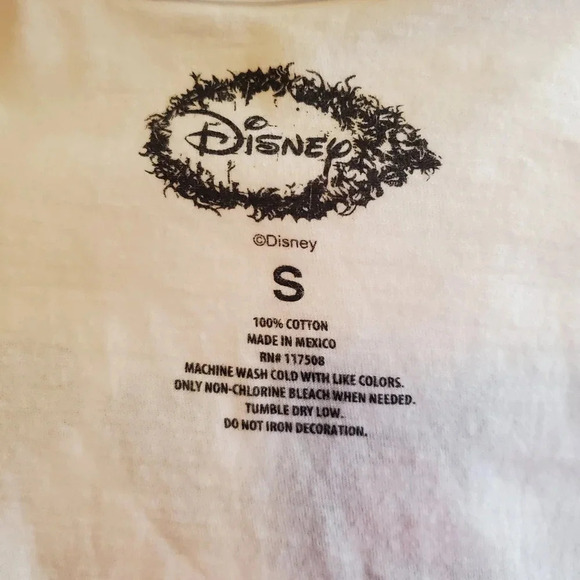 Disney
©Disney
S
100% COTTON
MADE IN MEXICO
RN# 117508
MACHINE WASH COLD WITH LIKE COLORS.
ONLY NON-CHLORINE BLEACH WHEN NEEDED.
TUMBLE DRY LOW.
DO NOT IRON DECORATION.